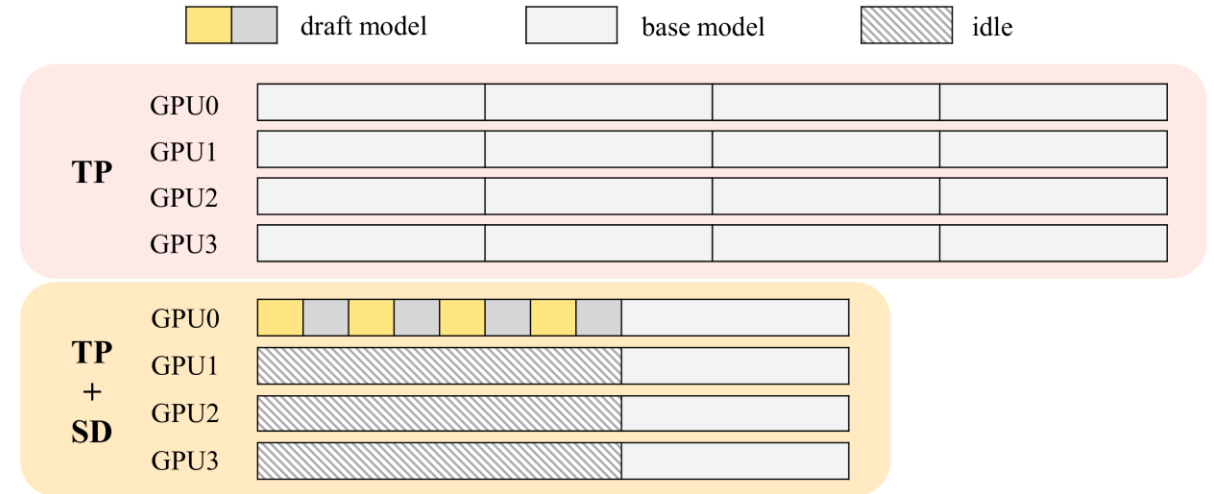 draft model
base model
idle
TP
GPU0
GPU1
GPU2
GPU3
TP
+
SD
GPU0
GPU1
GPU2
GPU3